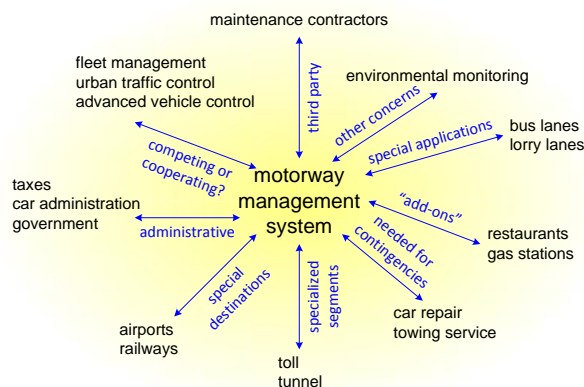 maintenance contractors
third party
fleet management
urban traffic control
advanced vehicle control
competing or
cooperating?
environmental monitoring
other concerns
bus lanes
lorry lanes
special applications
motorway
management
system
taxes
car administration
government
administrative
"add-ons"
restaurants
gas stations
needed for
contingencies
car repair
towing service
special
destinations
airports
railways
specialized
segments
toll
tunnel